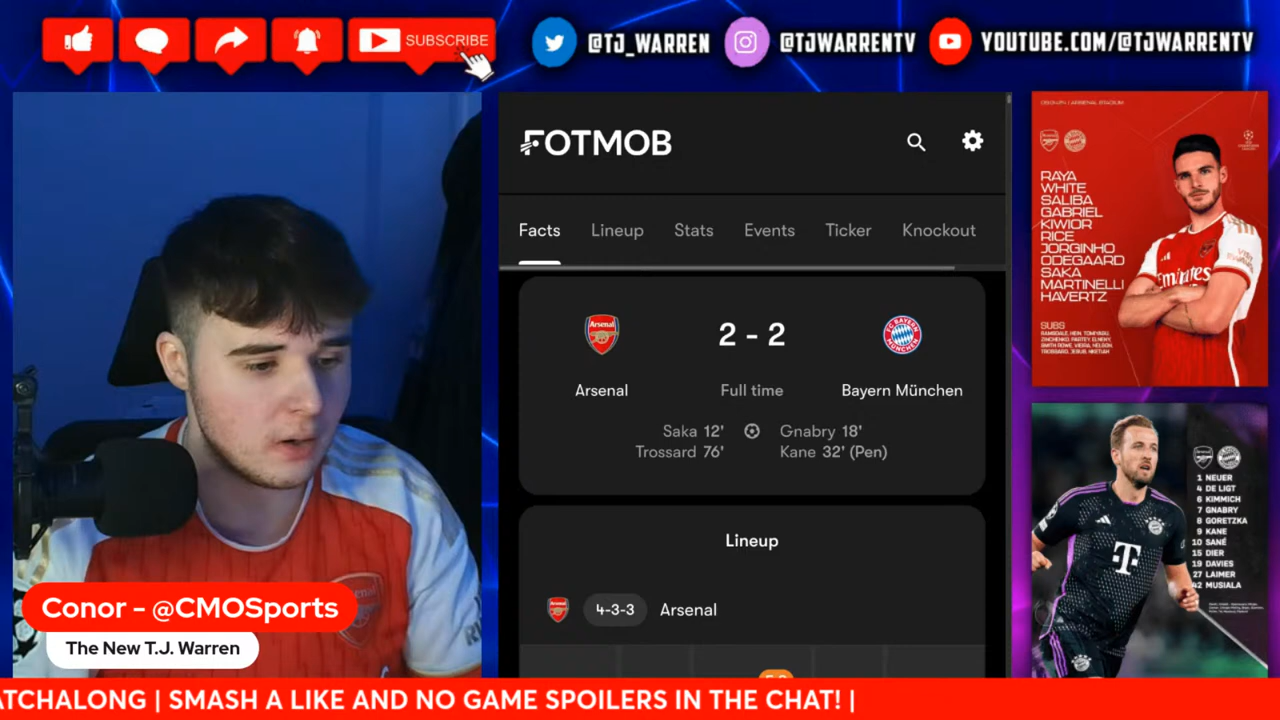 SUBSCRIBE
@TJ_WARREN
@TJWARRENTV
YOUTUBE.COM/@TJWARRENTV
FOTMOB
Facts Lineup Stats Events Ticker Knockout
Arsenal
2 - 2
Arsenal Full time Bayern München
Saka 12' Gnabry 18'
Trossard 76' Kane 32' (Pen)
Lineup
4-3-3 Arsenal
RAYA
WHITE
SALIBA
GABRIEL
KIWIOR
RICE
JORGINHO
ODEGAARD
SAKA
MARTINELLI
HAVERTZ
SUBS
Emirates
1 NEUER
4 DE LIGT
6 KIMMICH
7 GNABRY
8 GORETZKA
9 KANE
10 SANÉ
15 DIER
19 DAVIES
27 LAIMER
42 MUSIALA
T
Conor - @CMOSports
The New T.J. Warren
ATCHALONG | SMASH A LIKE AND NO GAME SPOILERS IN THE CHAT! |